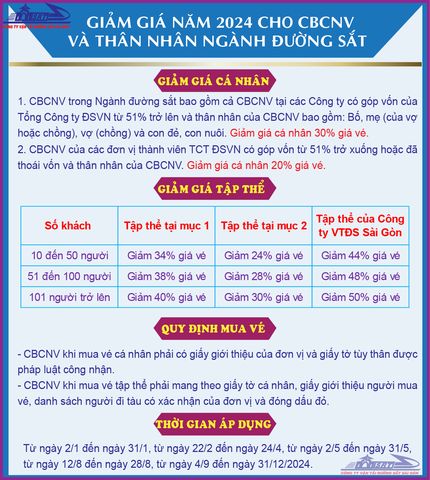 GIẢM GIÁ NĂM 2024 CHO CBCNV
VÀ THÂN NHÂN NGÀNH ĐƯỜNG SẮT
GIẢM GIÁ CÁ NHÂN
1. CBCNV trong Ngành đường sắt bao gồm cả CBCNV tại các Công ty có góp vốn của
Tổng Công ty ĐSVN từ 51% trở lên và thân nhân của CBCNV bao gồm: Bố, mẹ (của vợ
hoặc chồng), vợ (chồng) và con đẻ, con nuôi. Giảm giá cá nhân 30% giá vé.
2. CBCNV của các đơn vị thành viên TCT ĐSVN có góp vốn từ 51% trở xuống hoặc đã
thoái vốn và thân nhân của CBCNV. Giảm giá cá nhân 20% giá vé.
GIẢM GIÁ TẬP THỂ
Số khách Tập thể tại mục 1 Tập thể tại mục 2 Tập thể của Công
ty VTĐS Sài Gòn
10 đến 50 người Giảm 34% giá vé Giảm 24% giá vé Giảm 44% giá vé
51 đến 100 người Giảm 38% giá vé Giảm 28% giá vé Giảm 48% giá vé
101 người trở lên Giảm 40% giá vé Giảm 30% giá vé Giảm 50% giá vé
QUY ĐỊNH MUA VÉ
- CBCNV khi mua vé cá nhân phải có giấy giới thiệu của đơn vị và giấy tờ tùy thân được
pháp luật công nhận.
- CBCNV khi mua vé tập thể phải mang theo giấy tờ cá nhân, giấy giới thiệu người mua
vé, danh sách người đi tàu có xác nhận của đơn vị và đóng dấu đỏ.
THỜI GIAN ÁP DỤNG
Từ ngày 2/1 đến ngày 31/1, từ ngày 22/2 đến ngày 24/4, từ ngày 2/5 đến ngày 31/5,
từ ngày 12/8 đến ngày 28/8, từ ngày 4/9 đến ngày 31/12/2024.
CÔNG TY VẬN TẢI ĐƯỜNG SẮT SÀI GÒN